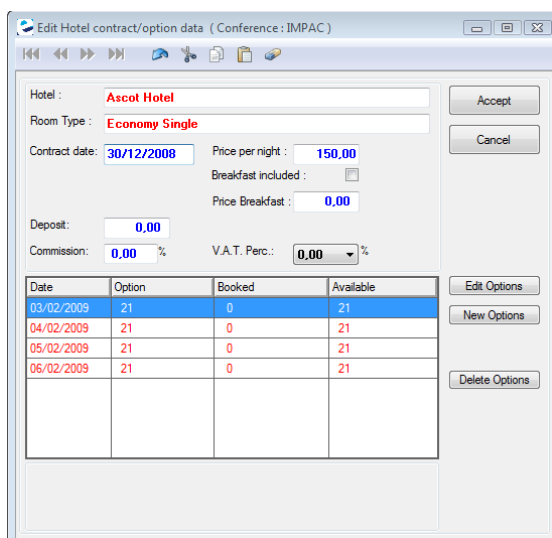 Edit Hotel contract/option data ( Conference : IMPAC )
Hotel : Ascot Hotel
Accept
Room Type : Economy Single
Cancel
Contract date: 30/12/2008 Price per night : 150,00
Breakfast included :
Price Breakfast : 0,00
Deposit: 0,00
Commission: 0,00 % V.A.T. Perc.: 0,00 %
Date Option Booked Available
Edit Options
03/02/2009 21 0 21
New Options
04/02/2009 21 0 21
05/02/2009 21 0 21
06/02/2009 21 0 21
Delete Options